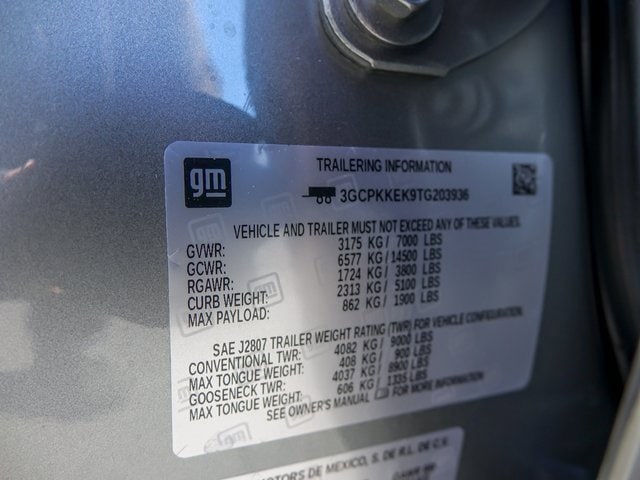 gm
TRAILERING INFORMATION
3GCPKKEK9TG203936
VEHICLE AND TRAILER MUST NOT EXCEED ANY OF THESE VALUES.
GVWR: 3175 KG / 7000 LBS
GCWR: 6577 KG / 14500 LBS
RGAWR: 1724 KG / 3800 LBS
CURB WEIGHT: 2313 KG / 5100 LBS
MAX PAYLOAD: 862 KG / 1900 LBS
SAE J2807 TRAILER WEIGHT RATING (TWR) FOR VEHICLE CONFIGURATION.
CONVENTIONAL TWR: 4082 KG / 9000 LBS
MAX TONGUE WEIGHT: 408 KG / 900 LBS
GOOSENECK TWR: 4037 KG / 8900 LBS
MAX TONGUE WEIGHT: 606 KG / 1335 LBS
SEE OWNER'S MANUAL FOR MORE INFORMATION
MOTORS DE MEXICO, S. DE R.L. DE C.V.
GAWR RR